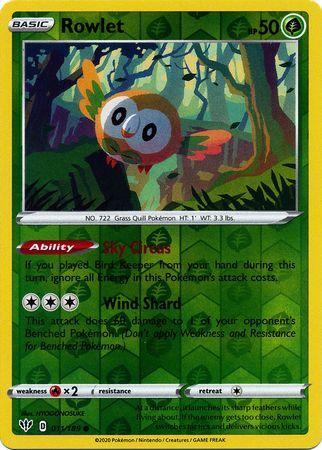 BASIC
Rowlet
HP 50
NO. 722 Grass Quill Pokémon HT: 1' WT: 3.3 lbs.
Ability Sky Circus
If you played Bird Keeper from your hand during this
turn, ignore all Energy in this Pokémon's attack costs.
Wind Shard
This attack does 60 damage to 1 of your opponent's
Benched Pokémon. (Don't apply Weakness and Resistance
for Benched Pokémon.)
weakness ×2 resistance retreat
Illus. HYOGONOSUKE
D 011/189
At a distance, it launches its sharp feathers while
flying about. If the enemy gets too close, Rowlet
switches tactics and delivers vicious kicks.
©2020 Pokémon / Nintendo / Creatures / GAME FREAK